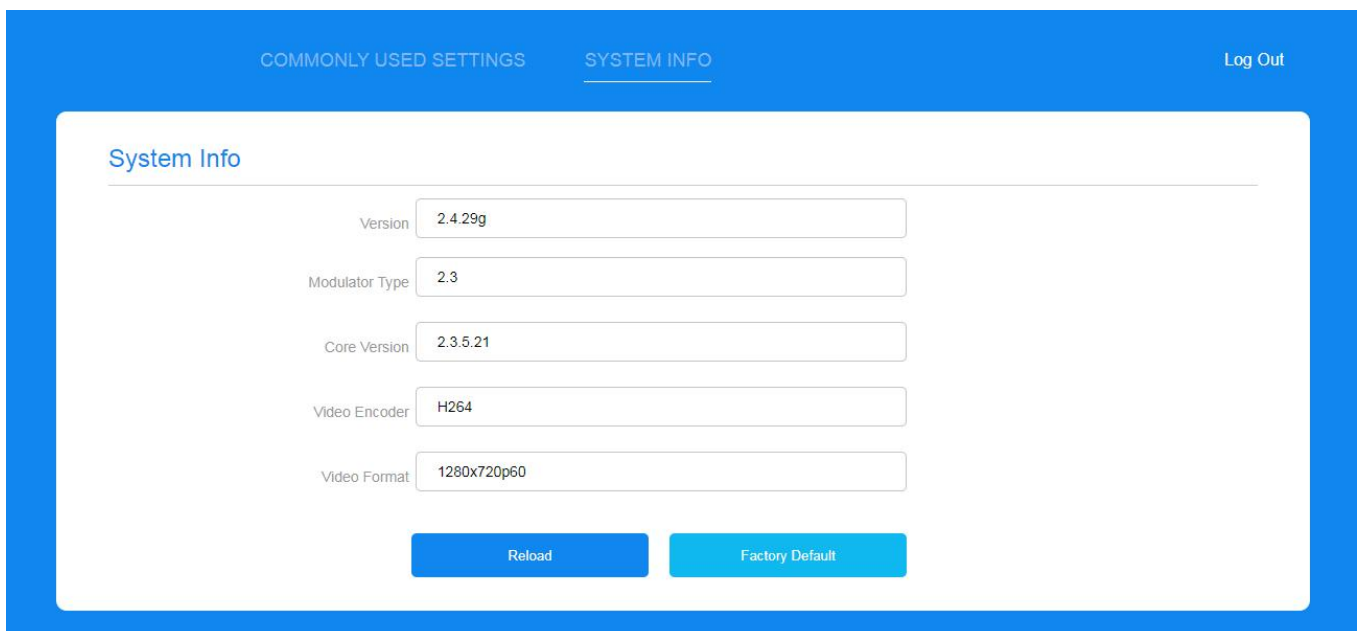 COMMONLY USED SETTINGS SYSTEM INFO Log Out
System Info
Version 2.4.29g
Modulator Type 2.3
Core Version 2.3.5.21
Video Encoder H264
Video Format 1280x720p60
Reload Factory Default